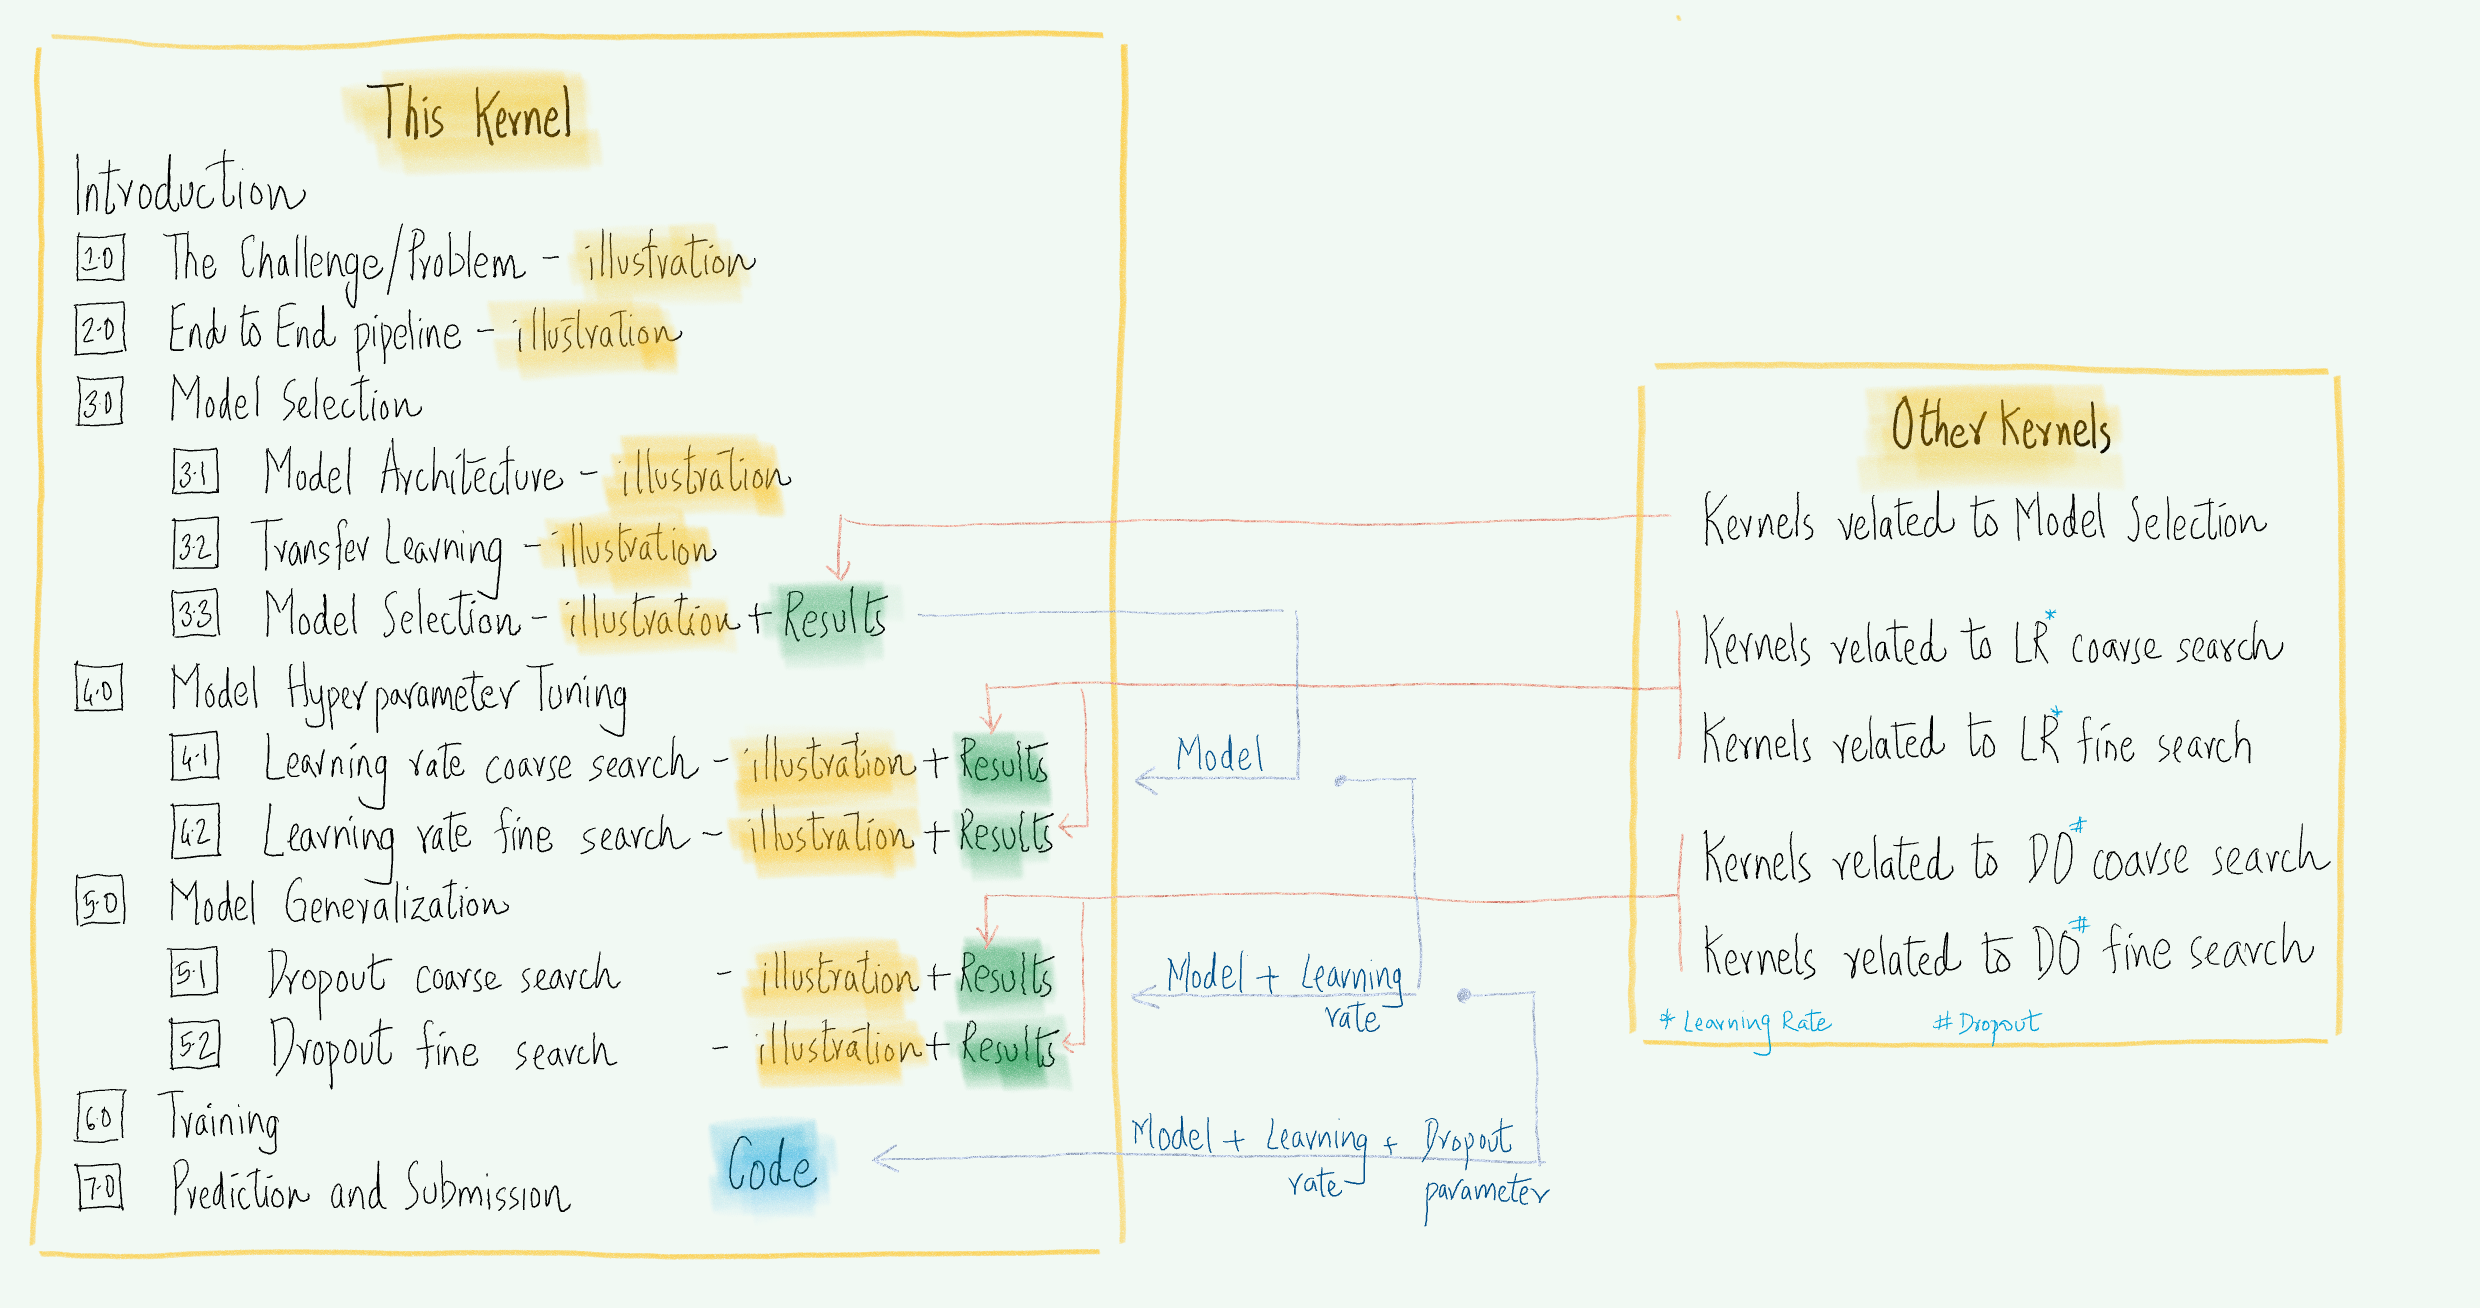 This Kernel
Introduction
1.0 The Challenge/Problem - illustration
2.0 End to End pipeline - illustration
3.0 Model Selection
3.1 Model Architecture - illustration
3.2 Transfer Learning - illustration
3.3 Model Selection - illustration + Results
4.0 Model Hyperparameter Tuning
4.1 Learning rate coarse search - illustration + Results
4.2 Learning rate fine search - illustration + Results
5.0 Model Generalization
5.1 Dropout coarse search - illustration + Results
5.2 Dropout fine search - illustration + Results
6.0 Training
7.0 Prediction and Submission
Code
Model
Model + Learning
rate
Model + Learning + Dropout
rate parameter
Other Kernels
Kernels related to Model Selection
Kernels related to LR* coarse search
Kernels related to LR* fine search
Kernels related to DO# coarse search
Kernels related to DO# fine search
* Learning Rate # Dropout